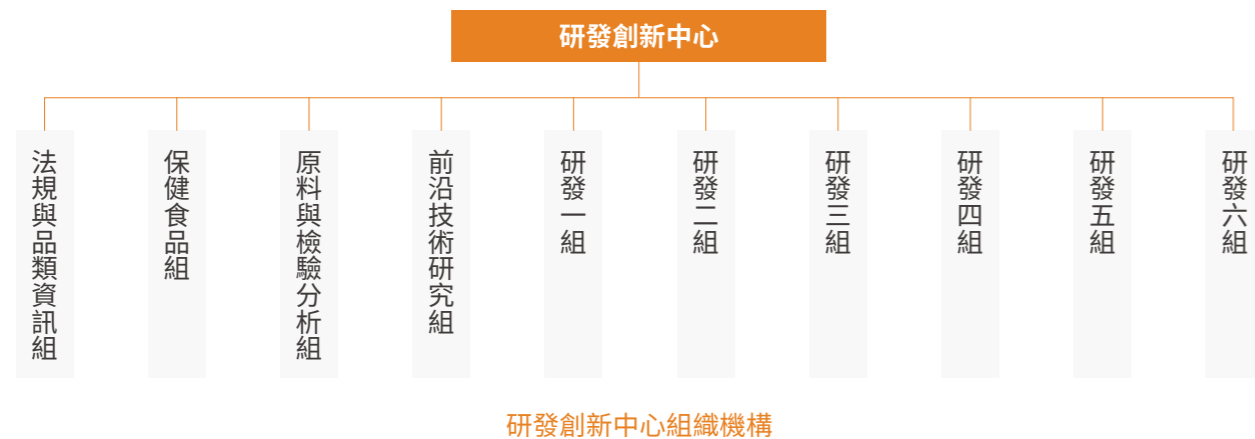 研發創新中心
法規與品類資訊組
保健食品組
原料與檢驗分析組
前沿技術研究組
研發一組
研發二組
研發三組
研發四組
研發五組
研發六組
研發創新中心組織機構